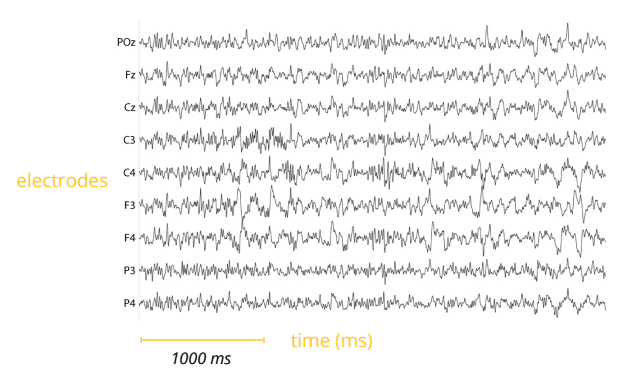 POz
Fz
Cz
C3
C4
electrodes
F3
F4
P3
P4
time (ms)
1000 ms